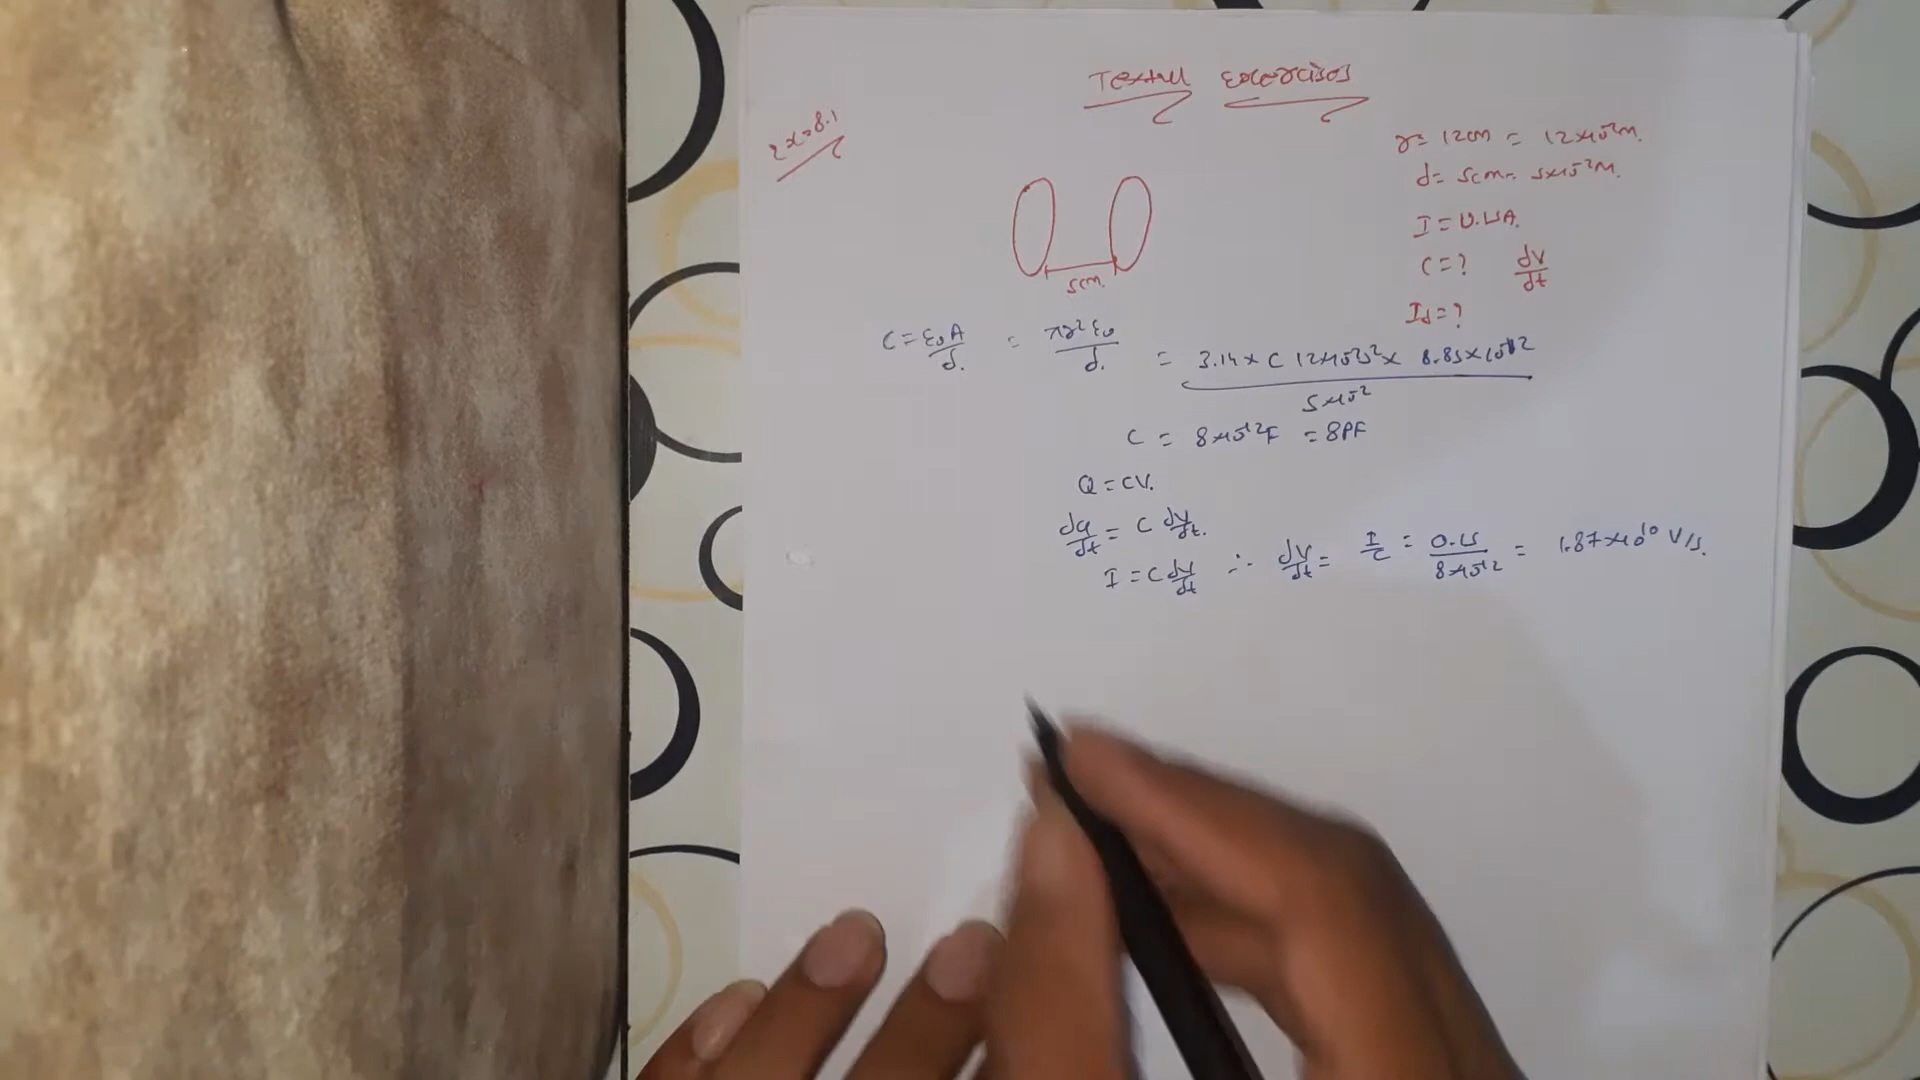 Textul Exercises
Ex=8.1
r= 12cm = 12×10⁻²m.
d= 5cm= 5×10⁻²m.
I = 0.15A.
C = ? dV/dt
Id = ?
5cm.
C = ε₀A/d. = πr²ε₀/d. = 3.14 × (12×10⁻²)² × 8.85×10⁻¹²/5×10⁻²
C = 8×10⁻¹²F = 8PF
Q = CV.
dq/dt = C dV/dt.
I = C dV/dt ∴ dV/dt = I/C = 0.15/8×10⁻¹² = 1.87×10¹⁰ V/s.